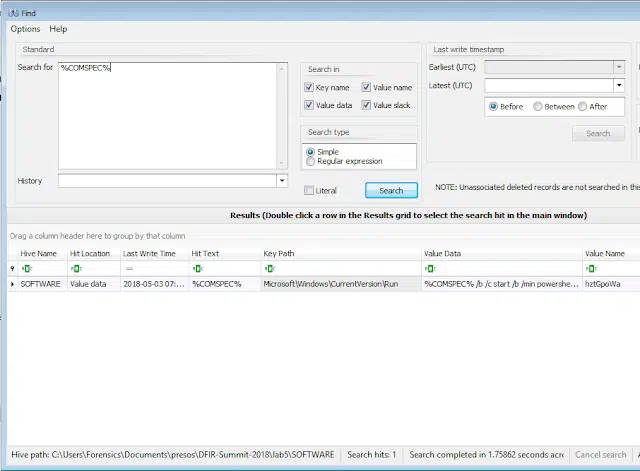 Find
Options Help
Standard
Search for %COMSPEC%
Search in
Key name Value name
Value data Value slack
Search type
Simple
Regular expression
History
Literal Search
Last write timestamp
Earliest (UTC)
Latest (UTC)
Before Between After
Search
NOTE: Unassociated deleted records are not searched in this
Results (Double click a row in the Results grid to select the search hit in the main window)
Drag a column header here to group by that column
Hive Name Hit Location Last Write Time Hit Text Key Path Value Data Value Name
=
SOFTWARE Value data 2018-05-03 07:... %COMSPEC% Microsoft\Windows\CurrentVersion\Run %COMSPEC% /b /c start /b /min powershe... hztGpoWa
Hive path: C:\Users\Forensics\Documents\presos\DFIR-Summit-2018\lab5\SOFTWARE Search hits: 1 Search completed in 1.75862 seconds acro Cancel search